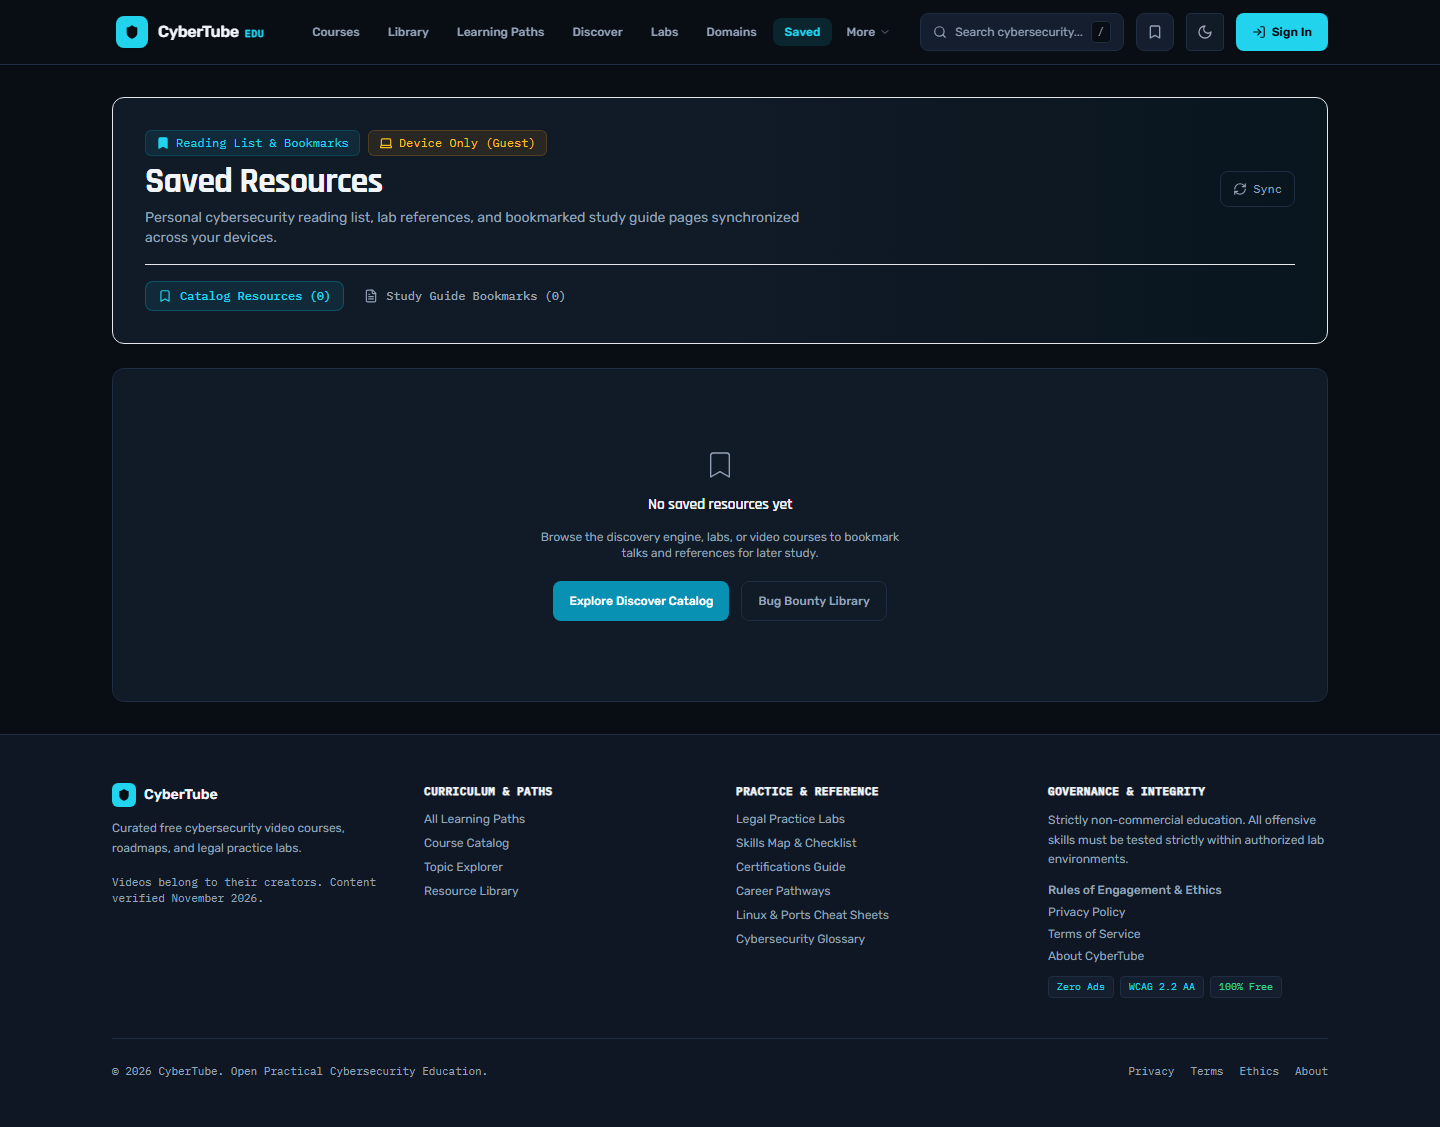 CyberTube EDU
Courses
Library
Learning Paths
Discover
Labs
Domains
Saved
More
Search cybersecurity... /
Sign In
Reading List & Bookmarks
Device Only (Guest)
Saved Resources
Personal cybersecurity reading list, lab references, and bookmarked study guide pages synchronized
across your devices.
Sync
Catalog Resources (0)
Study Guide Bookmarks (0)
No saved resources yet
Browse the discovery engine, labs, or video courses to bookmark
talks and references for later study.
Explore Discover Catalog
Bug Bounty Library
CyberTube
Curated free cybersecurity video courses,
roadmaps, and legal practice labs.
Videos belong to their creators. Content
verified November 2026.
CURRICULUM & PATHS
All Learning Paths
Course Catalog
Topic Explorer
Resource Library
PRACTICE & REFERENCE
Legal Practice Labs
Skills Map & Checklist
Certifications Guide
Career Pathways
Linux & Ports Cheat Sheets
Cybersecurity Glossary
GOVERNANCE & INTEGRITY
Strictly non-commercial education. All offensive
skills must be tested strictly within authorized lab
environments.
Rules of Engagement & Ethics
Privacy Policy
Terms of Service
About CyberTube
Zero Ads
WCAG 2.2 AA
100% Free
© 2026 CyberTube. Open Practical Cybersecurity Education.
Privacy
Terms
Ethics
About